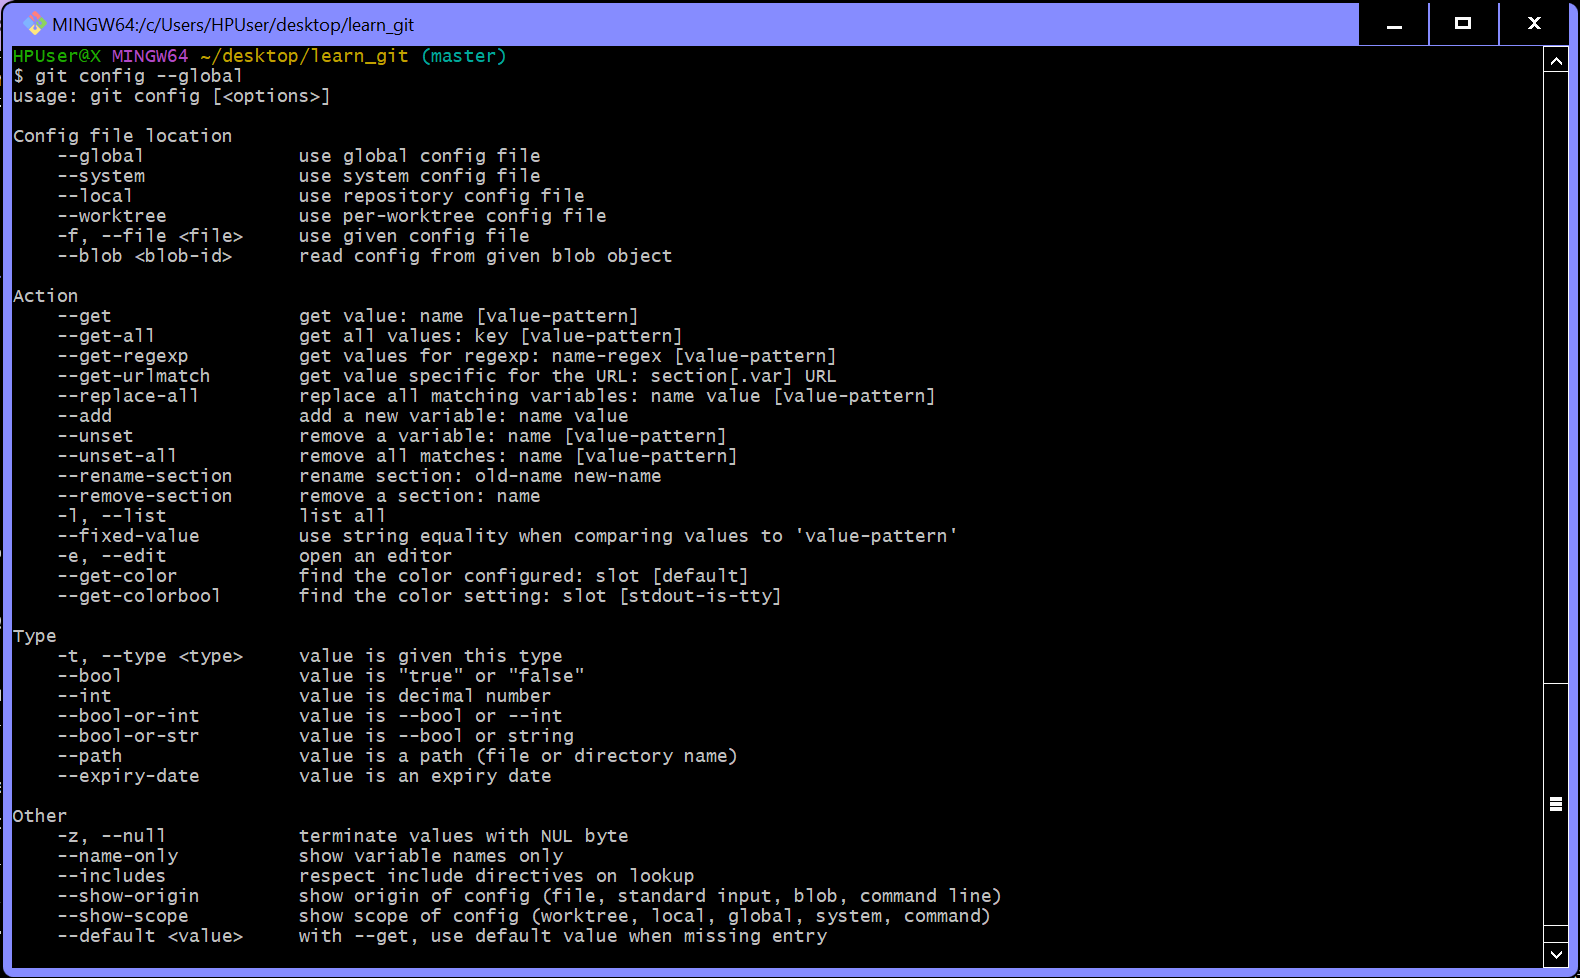 MINGW64:/c/Users/HPUser/desktop/learn_git
HPUser@X MINGW64 ~/desktop/learn_git (master)
$ git config --global
usage: git config [<options>]
Config file location
--global use global config file
--system use system config file
--local use repository config file
--worktree use per-worktree config file
-f, --file <file> use given config file
--blob <blob-id> read config from given blob object
Action
--get get value: name [value-pattern]
--get-all get all values: key [value-pattern]
--get-regexp get values for regexp: name-regex [value-pattern]
--get-urlmatch get value specific for the URL: section[.var] URL
--replace-all replace all matching variables: name value [value-pattern]
--add add a new variable: name value
--unset remove a variable: name [value-pattern]
--unset-all remove all matches: name [value-pattern]
--rename-section rename section: old-name new-name
--remove-section remove a section: name
-l, --list list all
--fixed-value use string equality when comparing values to 'value-pattern'
-e, --edit open an editor
--get-color find the color configured: slot [default]
--get-colorbool find the color setting: slot [stdout-is-tty]
Type
-t, --type <type> value is given this type
--bool value is "true" or "false"
--int value is decimal number
--bool-or-int value is --bool or --int
--bool-or-str value is --bool or string
--path value is a path (file or directory name)
--expiry-date value is an expiry date
Other
-z, --null terminate values with NUL byte
--name-only show variable names only
--includes respect include directives on lookup
--show-origin show origin of config (file, standard input, blob, command line)
--show-scope show scope of config (worktree, local, global, system, command)
--default <value> with --get, use default value when missing entry